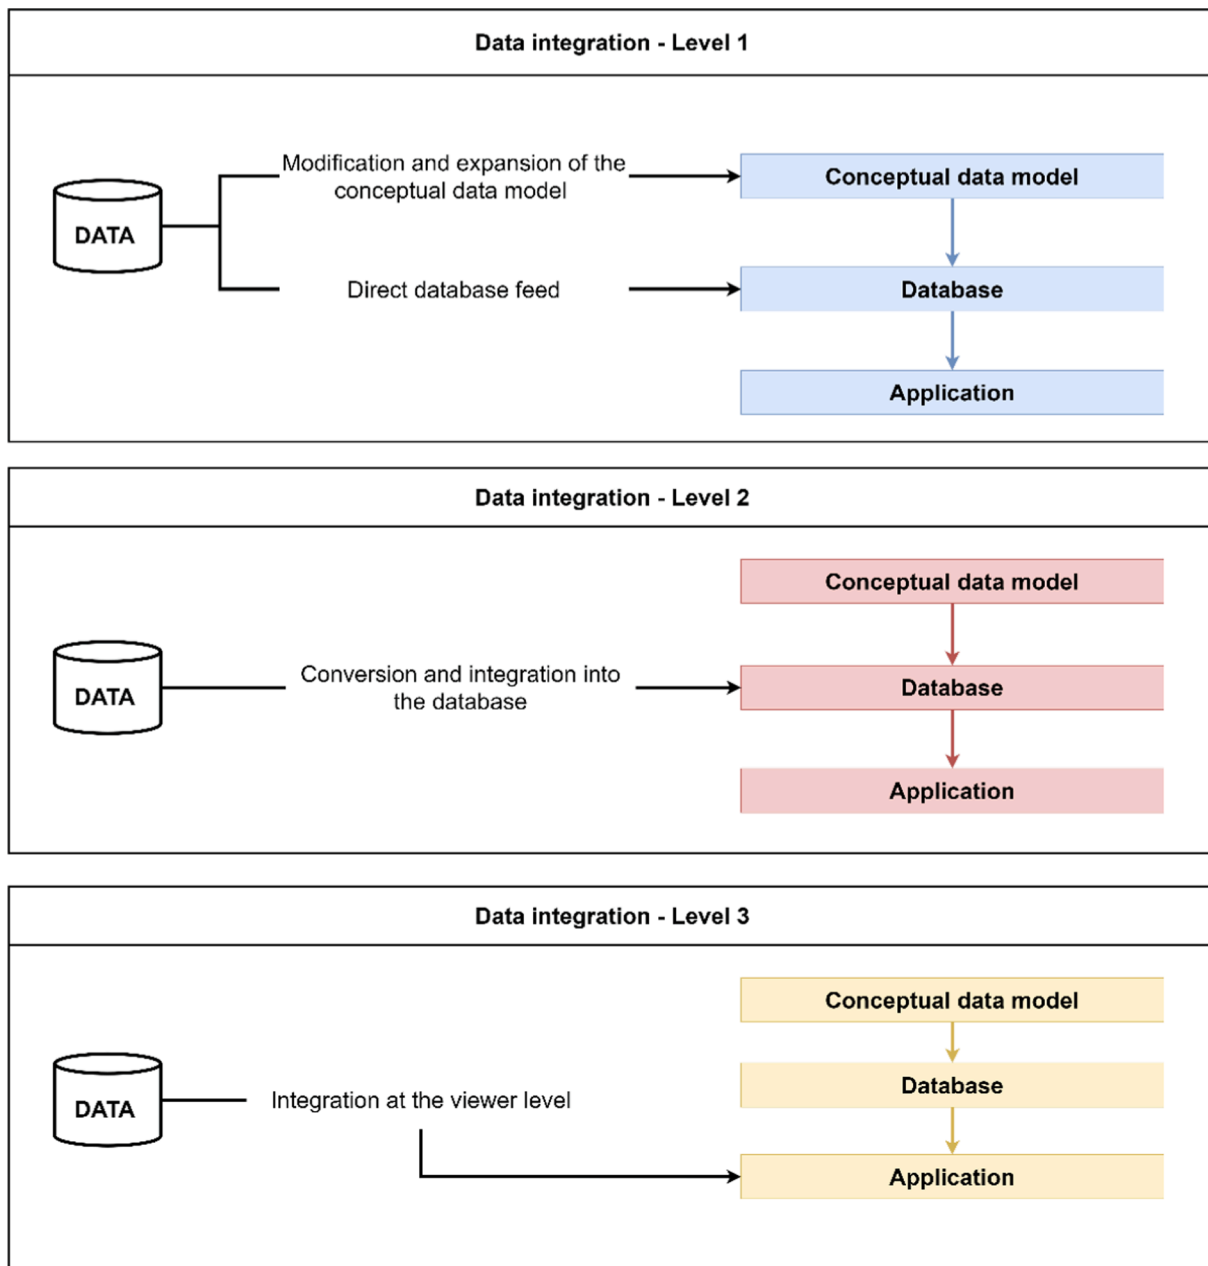 Data integration - Level 1
Modification and expansion of the
conceptual data model
Conceptual data model
DATA
Direct database feed
Database
Application
Data integration - Level 2
Conceptual data model
DATA
Conversion and integration into
the database
Database
Application
Data integration - Level 3
Conceptual data model
DATA
Integration at the viewer level
Database
Application